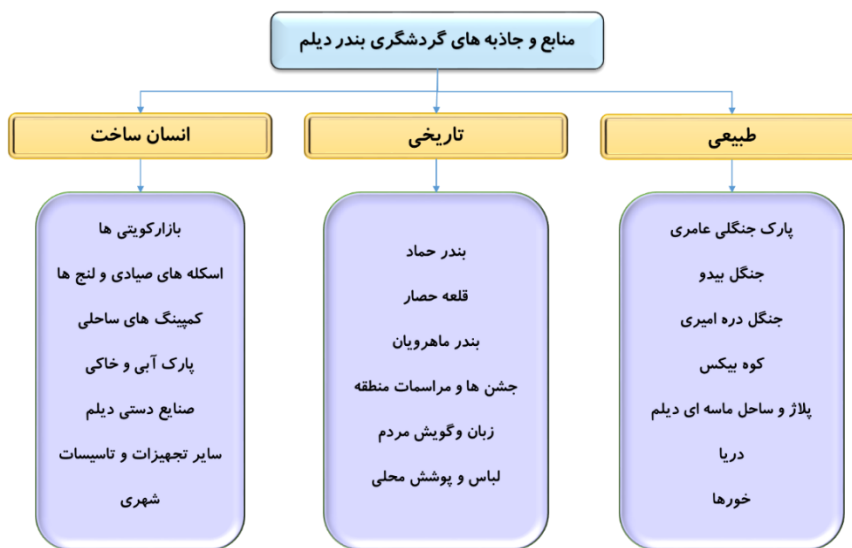 منابع و جاذبه های گردشگری بندر دیلم
طبیعی
پارک جنگلی عامری
جنگل بیدو
جنگل دره امیری
کوه بیکس
پلاژ و ساحل ماسه ای دیلم
دریا
خورها
تاریخی
بندر حماد
قلعه حصار
بندر ماهرویان
جشن ها و مراسمات منطقه
زبان وگویش مردم
لباس و پوشش محلی
انسان ساخت
بازارکویتی ها
اسکله های صیادی و لنج ها
کمپینگ های ساحلی
پارک آبی و خاکی
صنایع دستی دیلم
سایر تجهیزات و تاسیسات
شهری